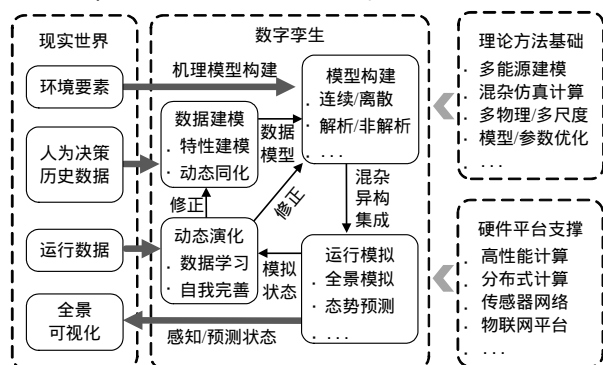 现实世界
环境要素
人为决策
历史数据
运行数据
全景
可视化
数字孪生
机理模型构建
数据建模
· 特性建模
· 动态同化
数据
模型
模型构建
· 连续/离散
· 解析/非解析
· ...
修正
修正
混杂
异构
集成
动态演化
· 数据学习
· 自我完善
模拟
状态
运行模拟
· 全景模拟
· 态势预测
· ...
感知/预测状态
理论方法基础
· 多能源建模
· 混杂仿真计算
· 多物理/多尺度
· 模型/参数优化
· ...
硬件平台支撑
· 高性能计算
· 分布式计算
· 传感器网络
· 物联网平台
· ...